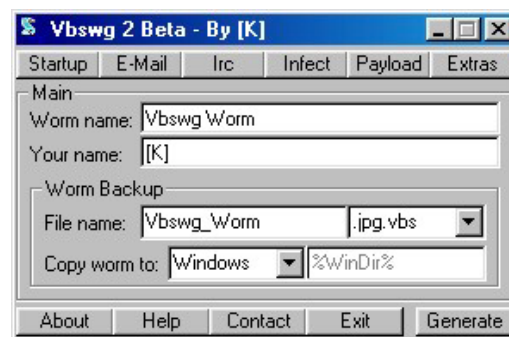 Vbswg 2 Beta - By [K]
Startup E-Mail Irc Infect Payload Extras
Main
Worm name: Vbswg Worm
Your name: [K]
Worm Backup
File name: Vbswg_Worm .jpg.vbs
Copy worm to: Windows %WinDir%
About Help Contact Exit Generate